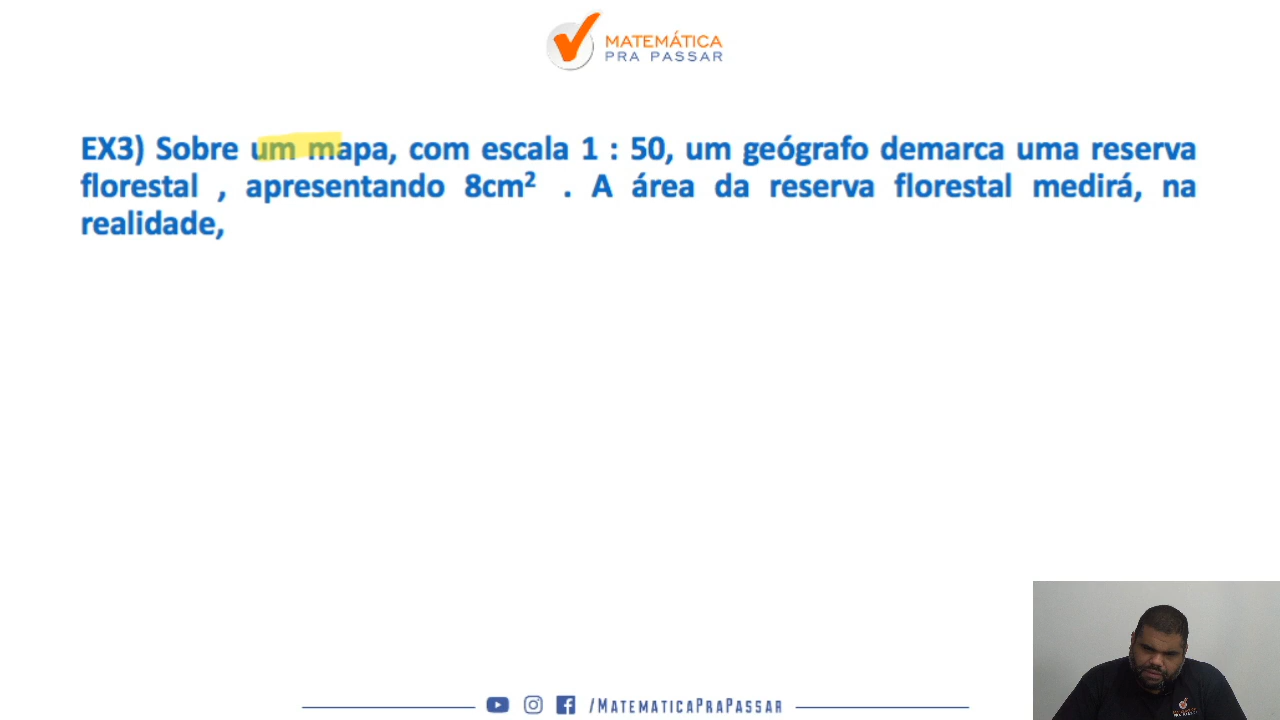 MATEMÁTICA
PRA PASSAR
EX3) Sobre um mapa, com escala 1 : 50, um geógrafo demarca uma reserva
florestal , apresentando 8cm² . A área da reserva florestal medirá, na
realidade,
/MatematicaPraPassar